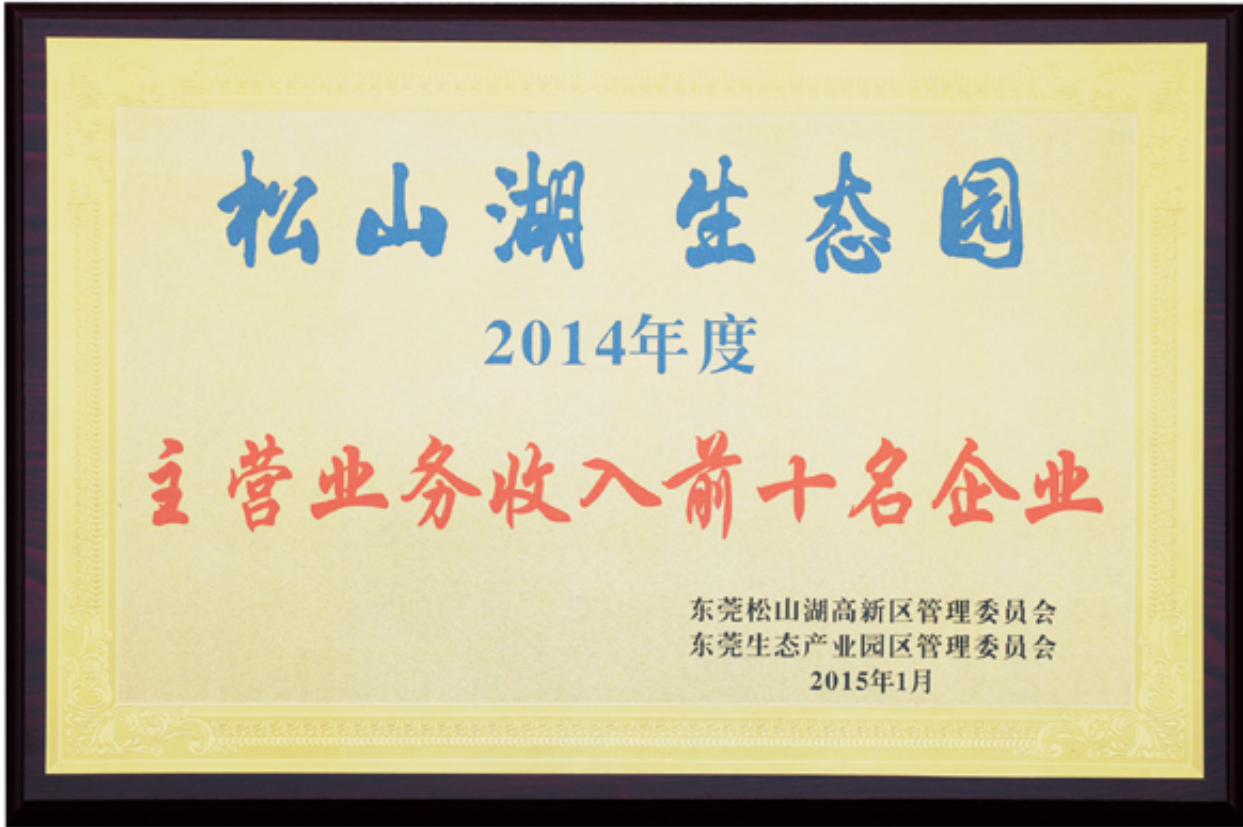 松山湖 生态园
2014年度
主营业务收入前十名企业
东莞松山湖高新区管理委员会
东莞生态产业园区管理委员会
2015年1月